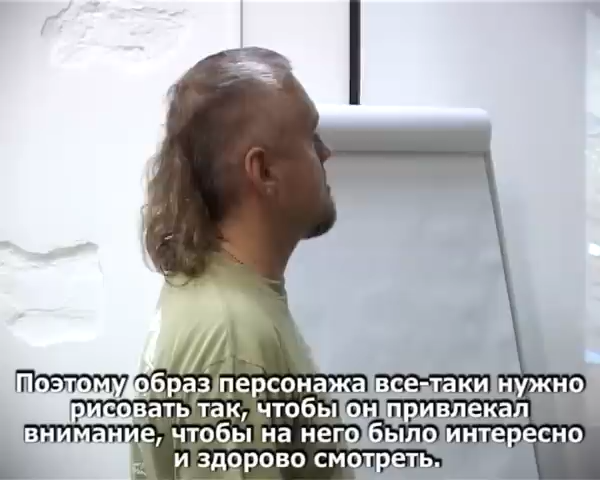 Поэтому образ персонажа все-таки нужно
рисовать так, чтобы он привлекал
внимание, чтобы на него было интересно
и здорово смотреть.